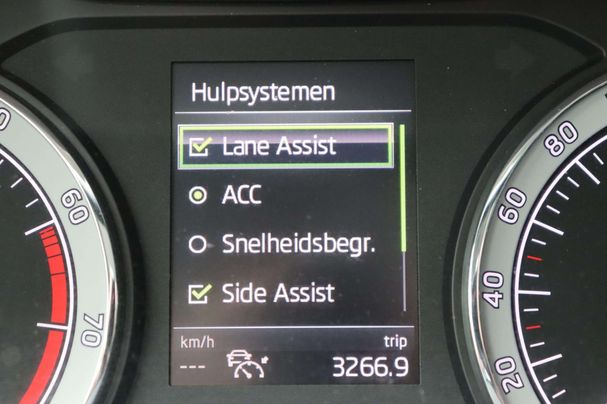 Hulpsystemen
Lane Assist
ACC
Snelheidsbegr.
Side Assist
km/h
trip
---
3266.9
60
70
80
60
40
20